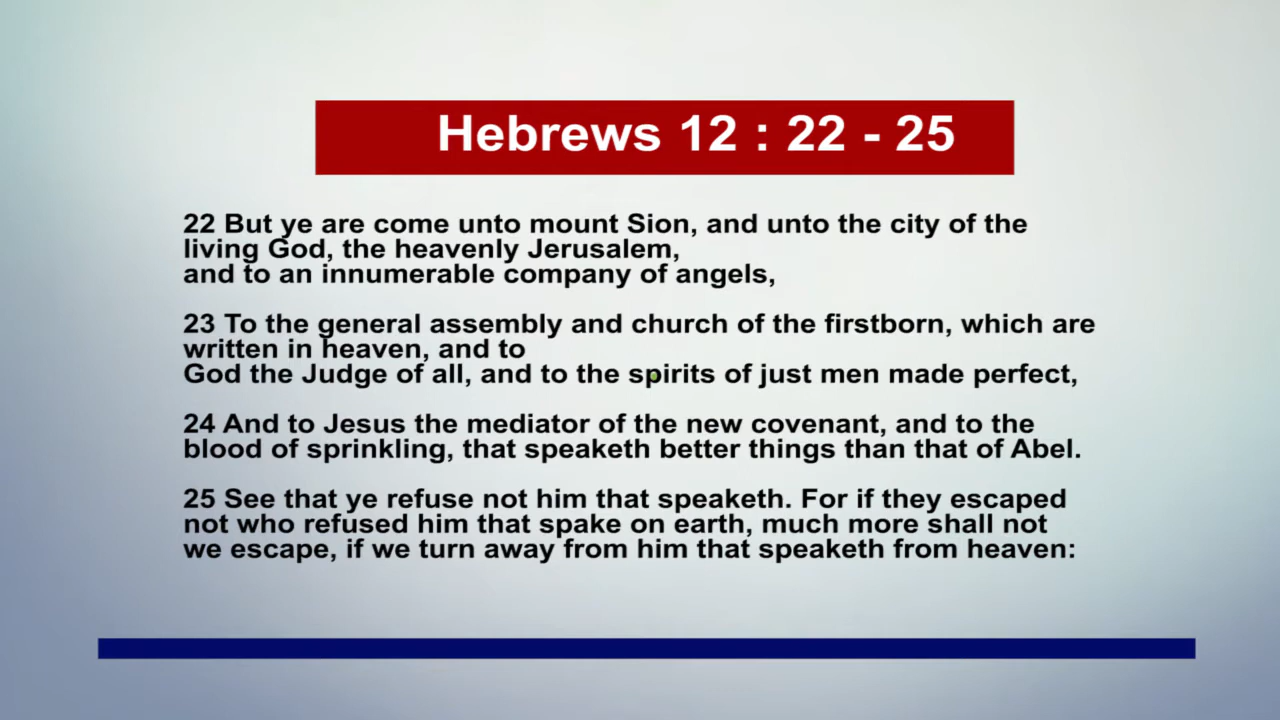 Hebrews 12 : 22 - 25
22 But ye are come unto mount Sion, and unto the city of the
living God, the heavenly Jerusalem,
and to an innumerable company of angels,
23 To the general assembly and church of the firstborn, which are
written in heaven, and to
God the Judge of all, and to the spirits of just men made perfect,
24 And to Jesus the mediator of the new covenant, and to the
blood of sprinkling, that speaketh better things than that of Abel.
25 See that ye refuse not him that speaketh. For if they escaped
not who refused him that spake on earth, much more shall not
we escape, if we turn away from him that speaketh from heaven: